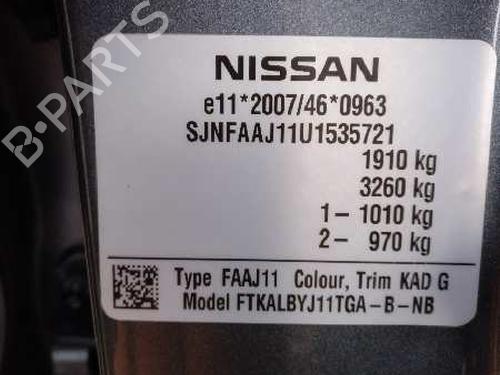 NISSAN
e11*2007/46*0963
SJNFAAJ11U1535721
1910 kg
3260 kg
1- 1010 kg
2- 970 kg
Type FAAJ11 Colour, Trim KAD G
Model FTKALBYJ11TGA-B-NB